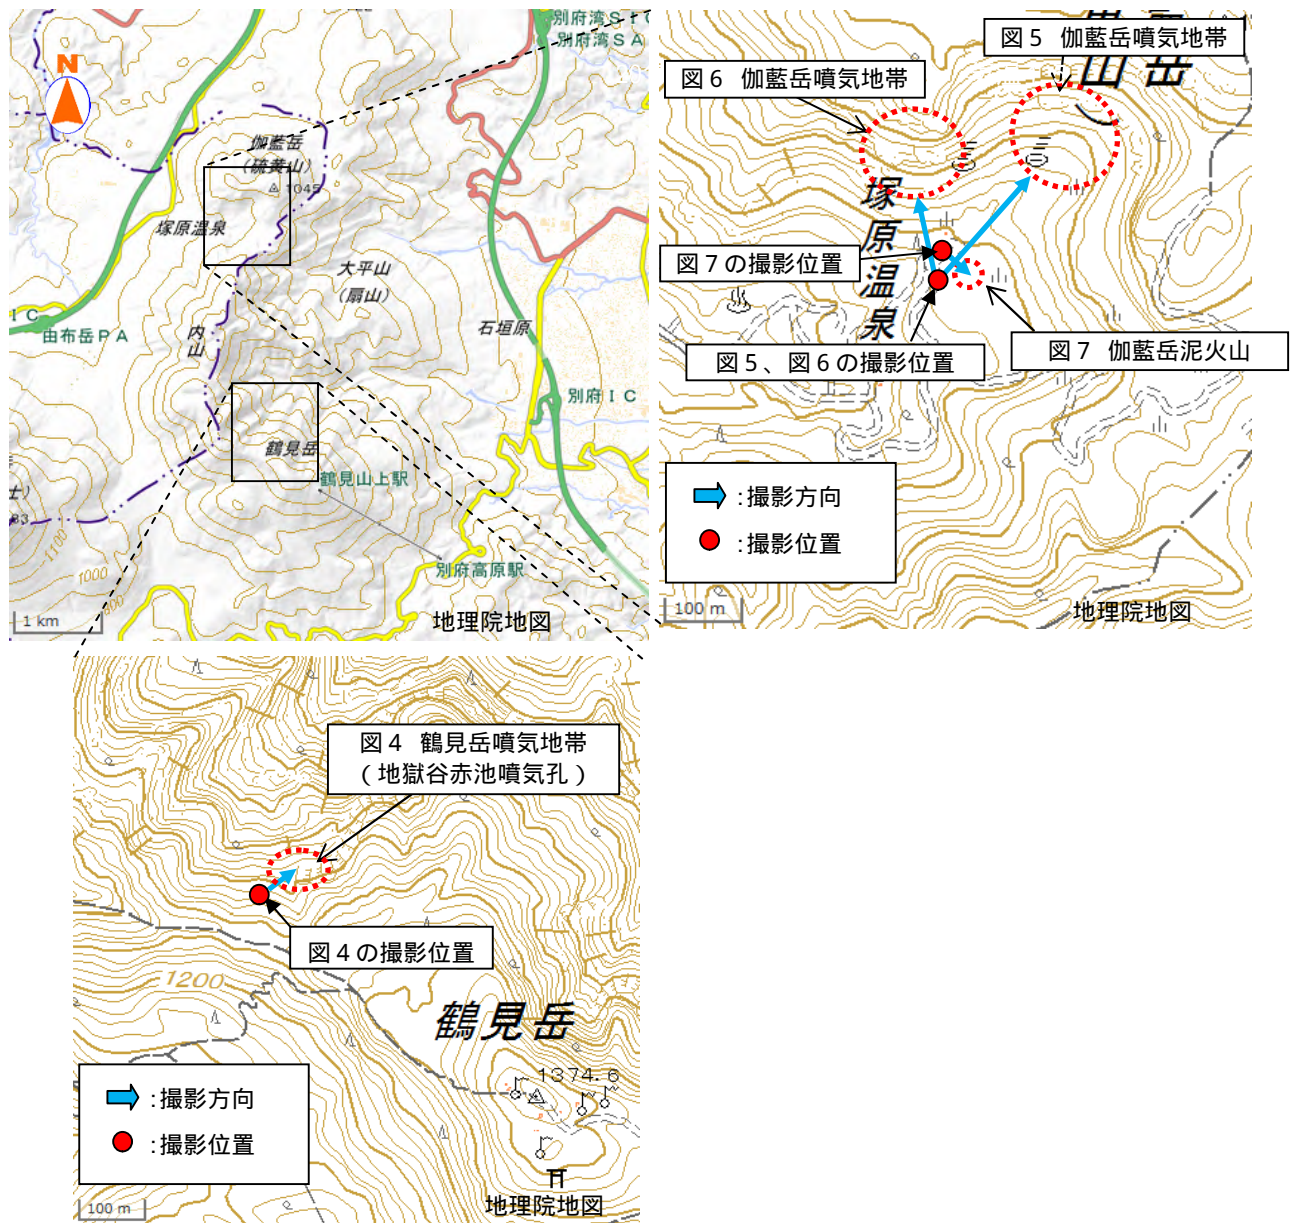 N
別府湾ＳＩＣ
別府湾ＳＡ
伽藍岳
（硫黄山）
1045
塚原温泉
大平山
（扇山）
ＩＣ
由布岳ＰＡ
内山
石垣原
別府ＩＣ
鶴見岳
鶴見山上駅
士）
83
1100
1000
別府高原駅
1 km
地理院地図
図５ 伽藍岳噴気地帯
山 岳
図６ 伽藍岳噴気地帯
塚原温泉
図７の撮影位置
図５、図６の撮影位置
図７ 伽藍岳泥火山
：撮影方向
：撮影位置
100 m
地理院地図
図４ 鶴見岳噴気地帯
（地獄谷赤池噴気孔）
図４の撮影位置
1200
鶴見岳
1374.6
：撮影方向
：撮影位置
100 m
地理院地図